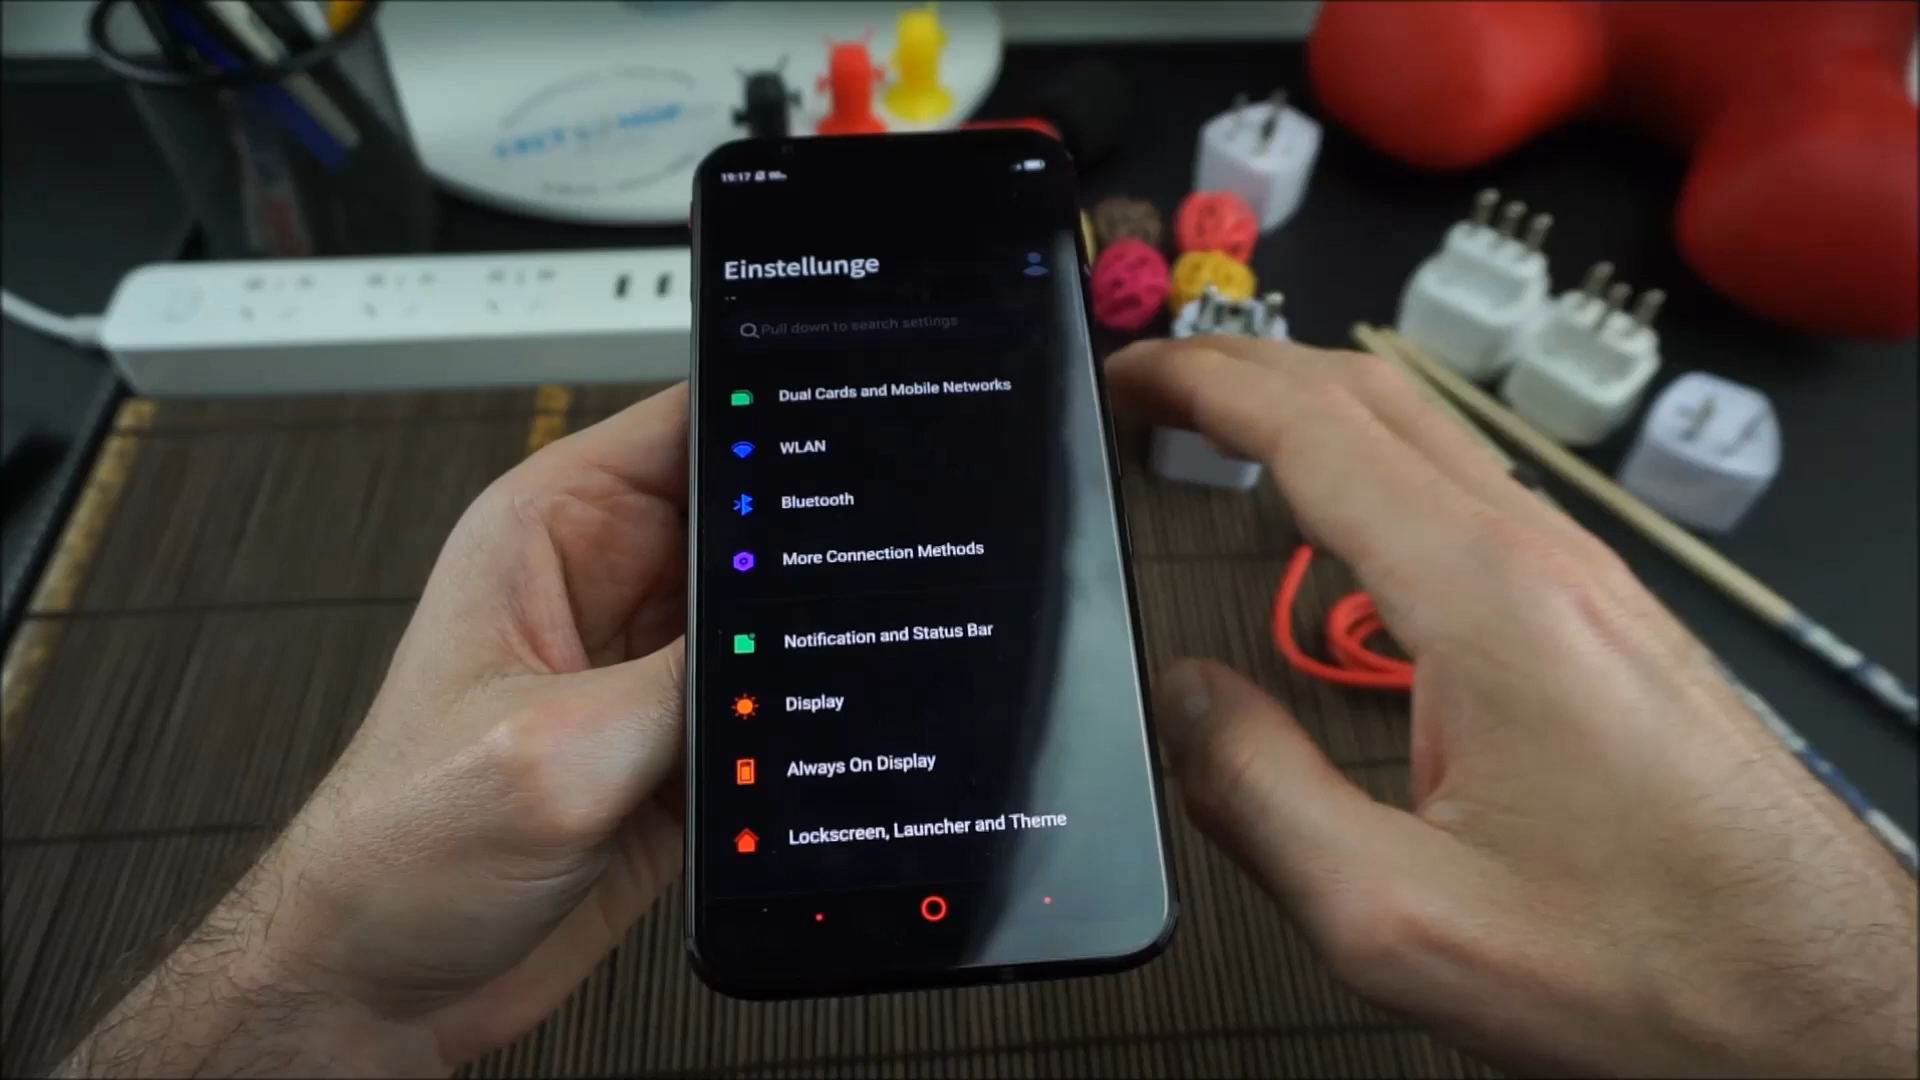 19:17
Einstellunge
..
Pull down to search settings
Dual Cards and Mobile Networks
WLAN
Bluetooth
More Connection Methods
Notification and Status Bar
Display
Always On Display
Lockscreen, Launcher and Theme